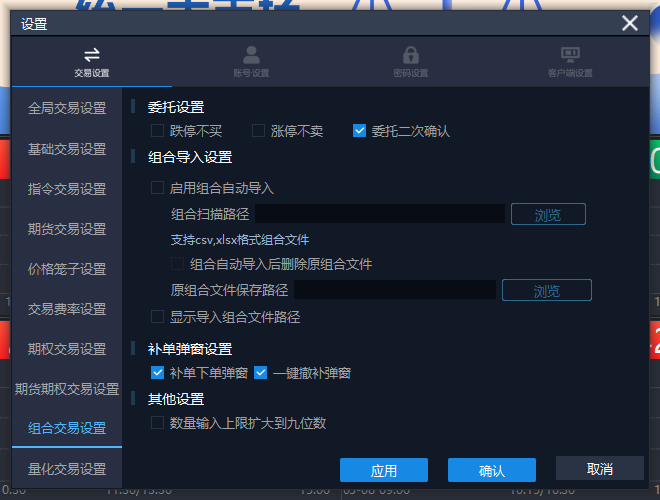 设置
交易设置 账号设置 密码设置 客户端设置
全局交易设置
基础交易设置
指令交易设置
期货交易设置
价格笼子设置
交易费率设置
期权交易设置
期货期权交易设置
组合交易设置
量化交易设置
委托设置
跌停不买 涨停不卖 委托二次确认
组合导入设置
启用组合自动导入
组合扫描路径 浏览
支持csv,xlsx格式组合文件
组合自动导入后删除原组合文件
原组合文件保存路径 浏览
显示导入组合文件路径
补单弹窗设置
补单下单弹窗 一键撤补弹窗
其他设置
数量输入上限扩大到九位数
应用 确认 取消